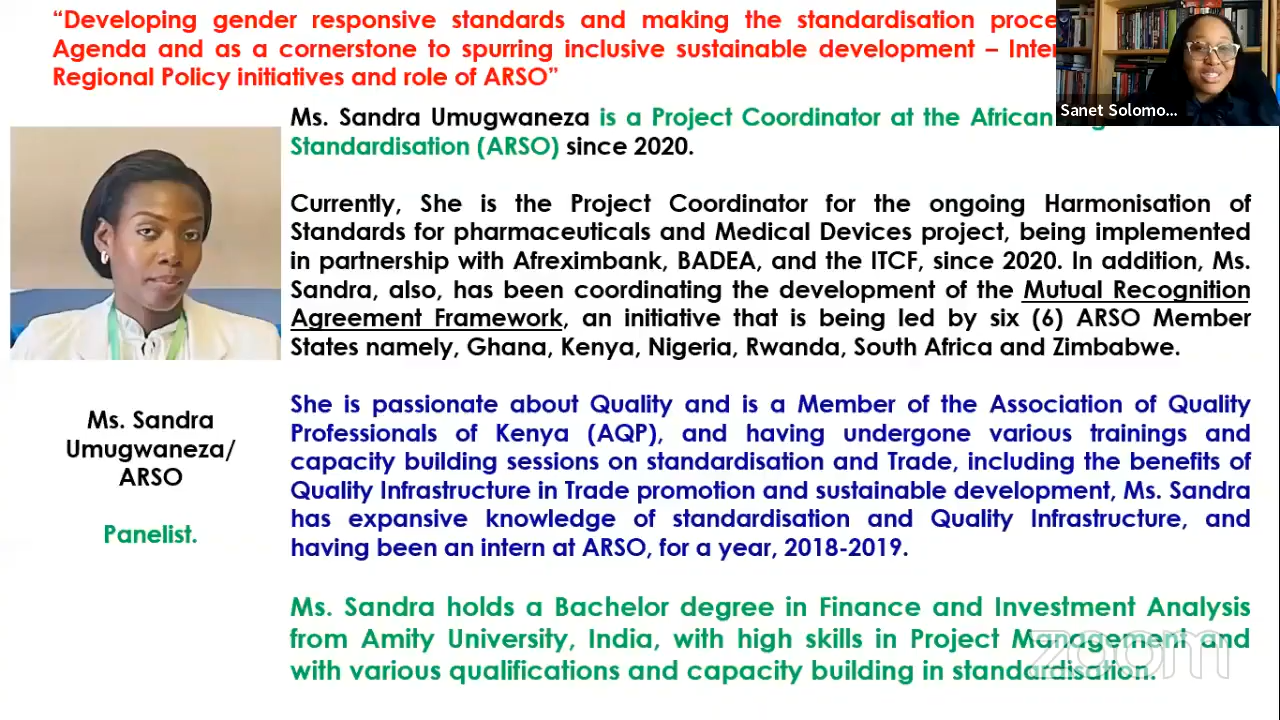 “Developing gender responsive standards and making the standardisation proce
Agenda and as a cornerstone to spurring inclusive sustainable development – Inter
Regional Policy initiatives and role of ARSO”
Sanet Solomo...
Ms. Sandra Umugwaneza is a Project Coordinator at the African
Standardisation (ARSO) since 2020.
Currently, She is the Project Coordinator for the ongoing Harmonisation of
Standards for pharmaceuticals and Medical Devices project, being implemented
in partnership with Afreximbank, BADEA, and the ITCF, since 2020. In addition, Ms.
Sandra, also, has been coordinating the development of the Mutual Recognition
Agreement Framework, an initiative that is being led by six (6) ARSO Member
States namely, Ghana, Kenya, Nigeria, Rwanda, South Africa and Zimbabwe.
Ms. Sandra
Umugwaneza/
ARSO
Panelist.
She is passionate about Quality and is a Member of the Association of Quality
Professionals of Kenya (AQP), and having undergone various trainings and
capacity building sessions on standardisation and Trade, including the benefits of
Quality Infrastructure in Trade promotion and sustainable development, Ms. Sandra
has expansive knowledge of standardisation and Quality Infrastructure, and
having been an intern at ARSO, for a year, 2018-2019.
Ms. Sandra holds a Bachelor degree in Finance and Investment Analysis
from Amity University, India, with high skills in Project Management and
with various qualifications and capacity building in standardisation.
zoom